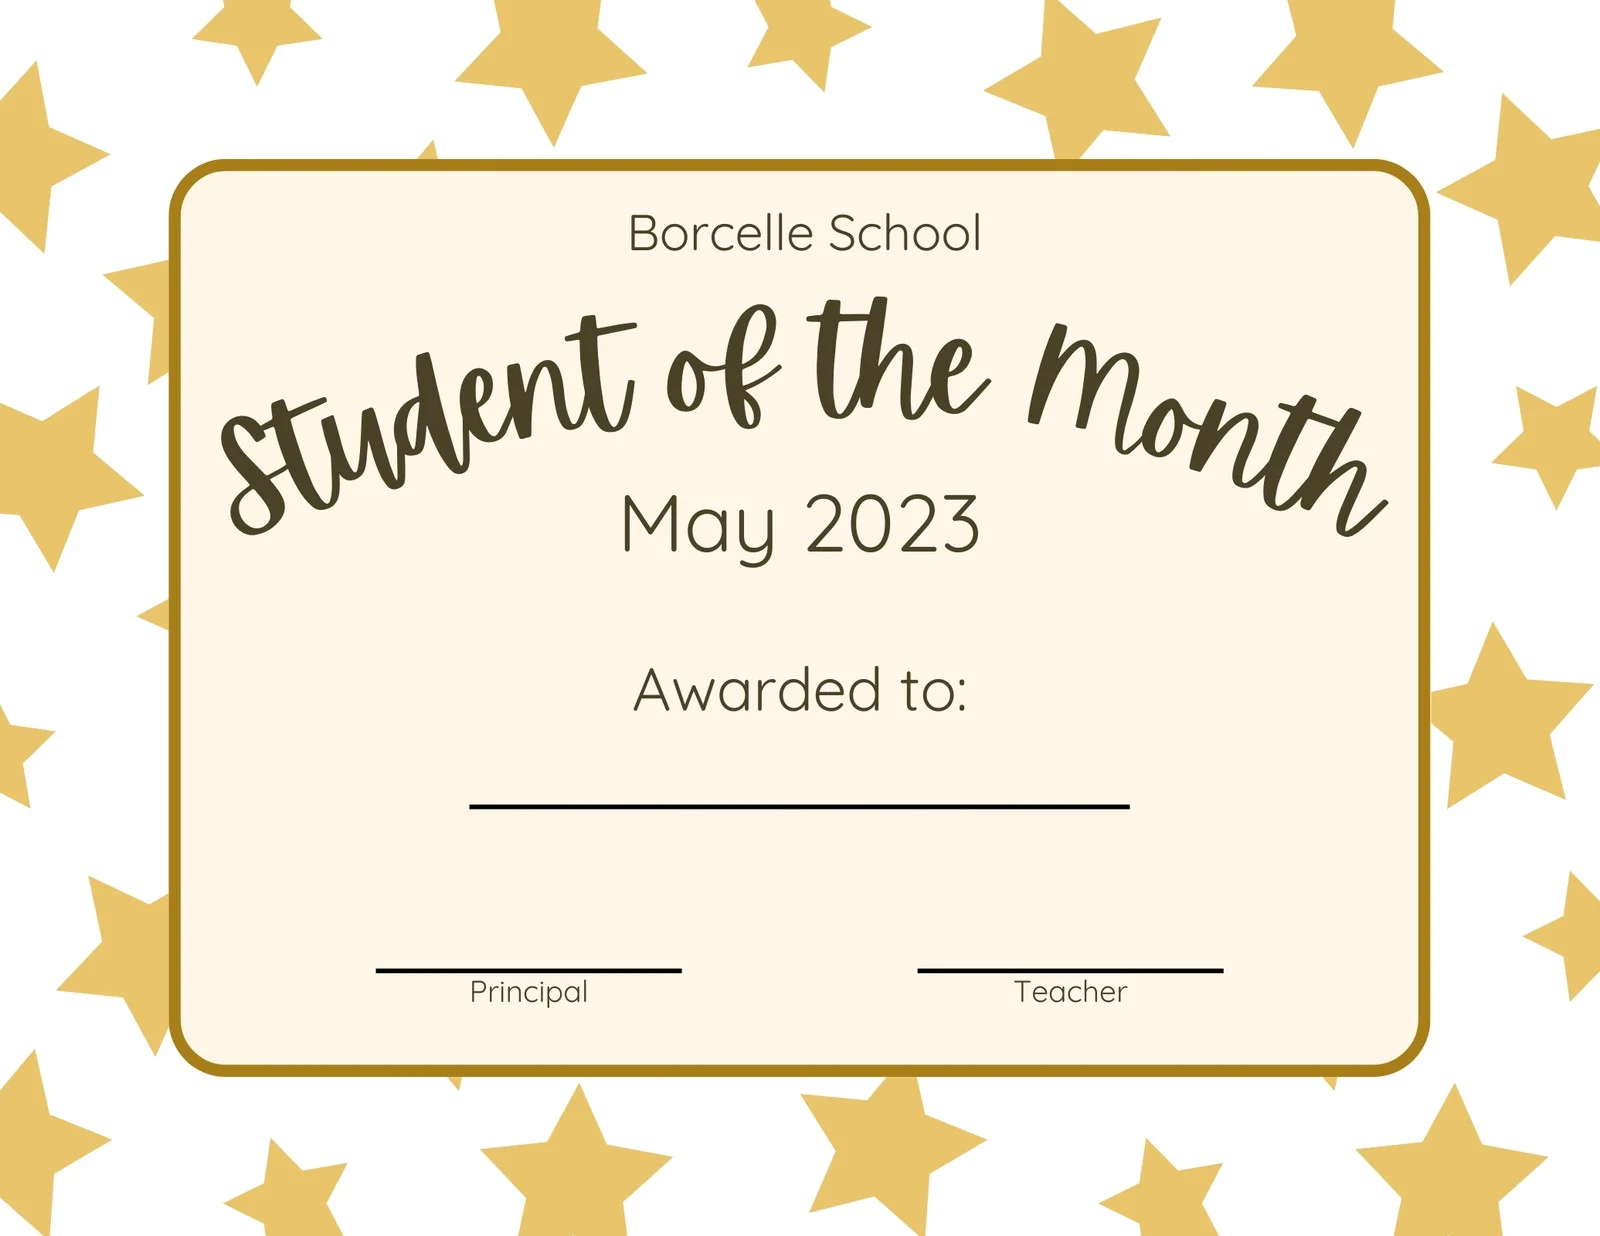 Borcelle School
Student of the Month
May 2023
Awarded to:
Principal
Teacher